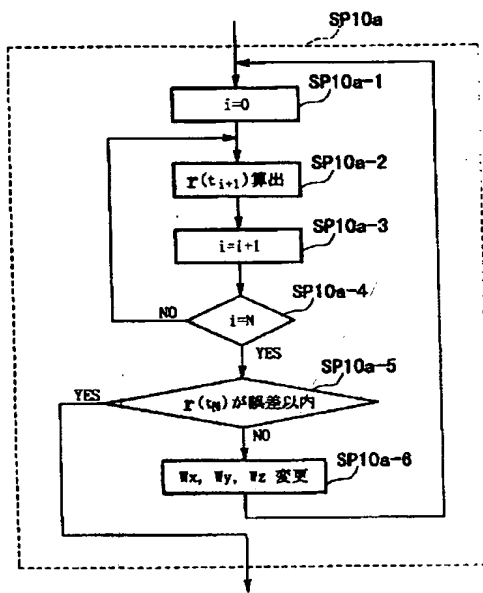 SP10a
SP10a-1
i=0
SP10a-2
r(ti+1)算出
SP10a-3
i=i+1
SP10a-4
NO
i=N
YES
SP10a-5
YES
r(tN)が誤差以内
NO
SP10a-6
Wx, Wy, Wz 変更